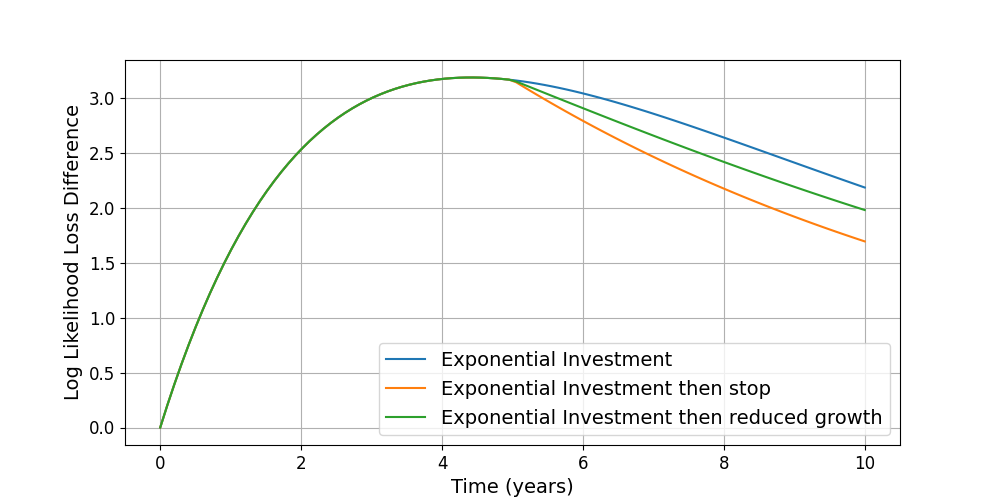 Log Likelihood Loss Difference
3.0
2.5
2.0
1.5
1.0
0.5
0.0
Exponential Investment
Exponential Investment then stop
Exponential Investment then reduced growth
0 2 4 6 8 10
Time (years)